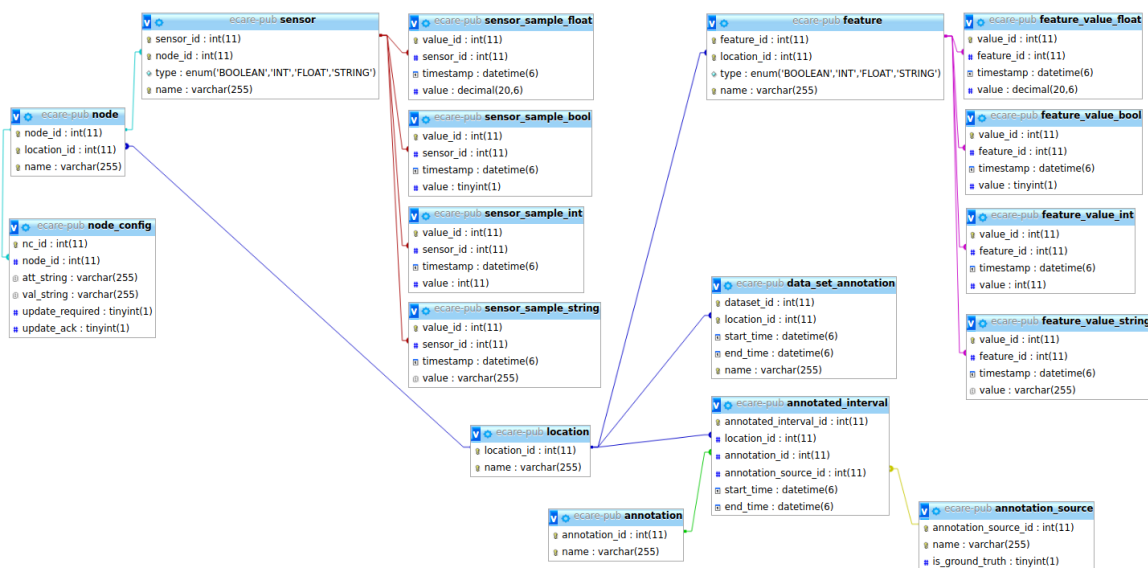 ecare-pub sensor
sensor_id : int(11)
node_id : int(11)
type : enum('BOOLEAN','INT','FLOAT','STRING')
name : varchar(255)
ecare-pub sensor_sample_float
value_id : int(11)
sensor_id : int(11)
timestamp : datetime(6)
value : decimal(20,6)
ecare-pub feature
feature_id : int(11)
location_id : int(11)
type : enum('BOOLEAN','INT','FLOAT','STRING')
name : varchar(255)
ecare-pub feature_value_float
value_id : int(11)
feature_id : int(11)
timestamp : datetime(6)
value : decimal(20,6)
ecare-pub node
node_id : int(11)
location_id : int(11)
name : varchar(255)
ecare-pub sensor_sample_bool
value_id : int(11)
sensor_id : int(11)
timestamp : datetime(6)
value : tinyint(1)
ecare-pub feature_value_bool
value_id : int(11)
feature_id : int(11)
timestamp : datetime(6)
value : tinyint(1)
ecare-pub node_config
nc_id : int(11)
node_id : int(11)
att_string : varchar(255)
val_string : varchar(255)
update_required : tinyint(1)
update_ack : tinyint(1)
ecare-pub sensor_sample_int
value_id : int(11)
sensor_id : int(11)
timestamp : datetime(6)
value : int(11)
ecare-pub feature_value_int
value_id : int(11)
feature_id : int(11)
timestamp : datetime(6)
value : int(11)
ecare-pub sensor_sample_string
value_id : int(11)
sensor_id : int(11)
timestamp : datetime(6)
value : varchar(255)
ecare-pub data_set_annotation
dataset_id : int(11)
location_id : int(11)
start_time : datetime(6)
end_time : datetime(6)
name : varchar(255)
ecare-pub feature_value_string
value_id : int(11)
feature_id : int(11)
timestamp : datetime(6)
value : varchar(255)
ecare-pub location
location_id : int(11)
name : varchar(255)
ecare-pub annotated_interval
annotated_interval_id : int(11)
location_id : int(11)
annotation_id : int(11)
annotation_source_id : int(11)
start_time : datetime(6)
end_time : datetime(6)
ecare-pub annotation
annotation_id : int(11)
name : varchar(255)
ecare-pub annotation_source
annotation_source_id : int(11)
name : varchar(255)
is_ground_truth : tinyint(1)